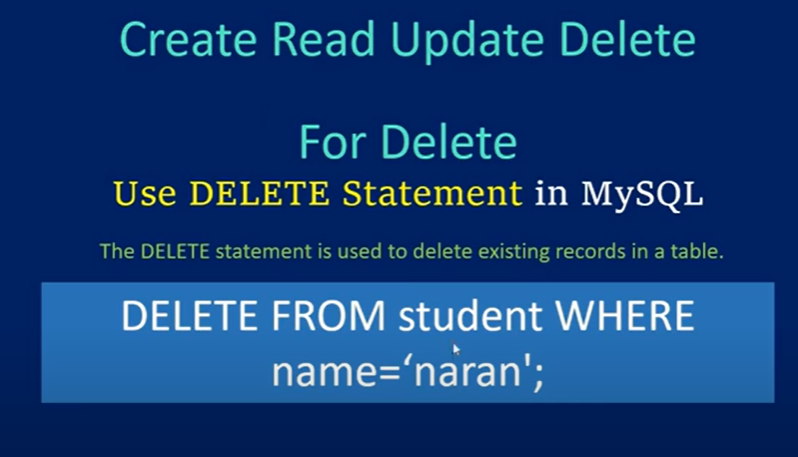 Create Read Update Delete
For Delete
Use DELETE Statement in MySQL
The DELETE statement is used to delete existing records in a table.
DELETE FROM student WHERE
name=‘naran';